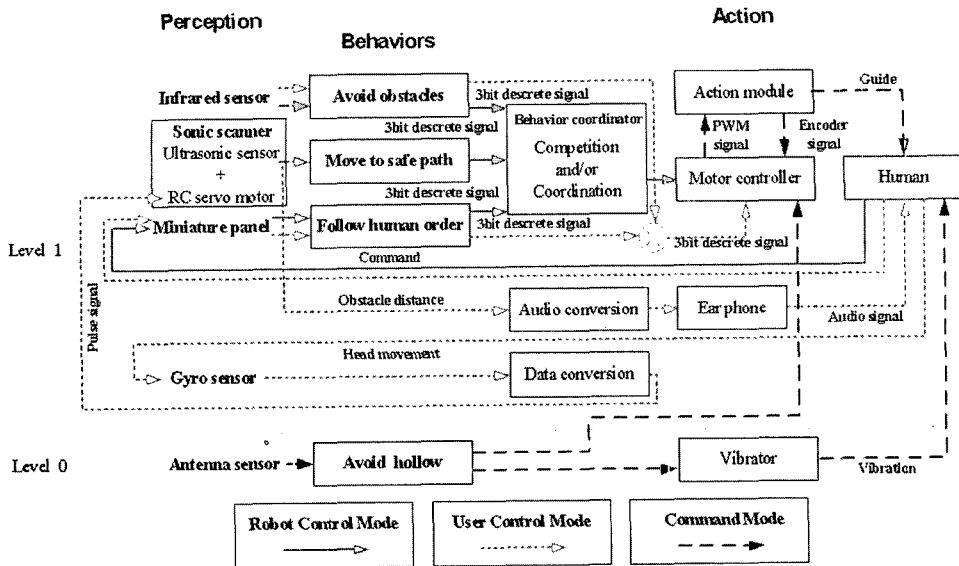 Perception
Behaviors
Action
Infrared sensor
Avoid obstacles
3bit descrete signal
3bit descrete signal
Sonic scanner
Ultrasonic sensor
+
RC servo motor
Move to safe path
3bit descrete signal
Behavior coordinator
Competition
and/or
Coordination
Action module
Guide
PWM
signal
Encoder
signal
Motor controller
Human
Miniature panel
Follow human order
3bit descrete signal
3bit descrete signal
Level 1
Command
Pulse signal
Obstacle distance
Audio conversion
Ear phone
Audio signal
Head movement
Gyro sensor
Data conversion
Level 0
Antenna sensor
Avoid hollow
Vibrator
Vibration
Robot Control Mode
User Control Mode
Command Mode